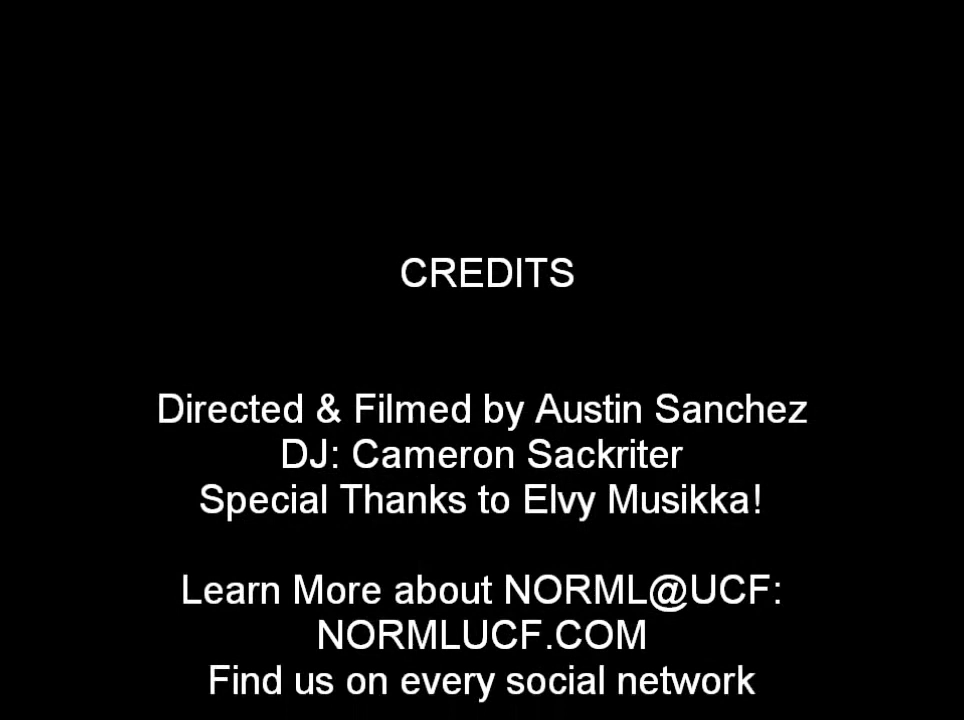 CREDITS
Directed & Filmed by Austin Sanchez
DJ: Cameron Sackriter
Special Thanks to Elvy Musikka!
Learn More about NORML@UCF:
NORMLUCF.COM
Find us on every social network